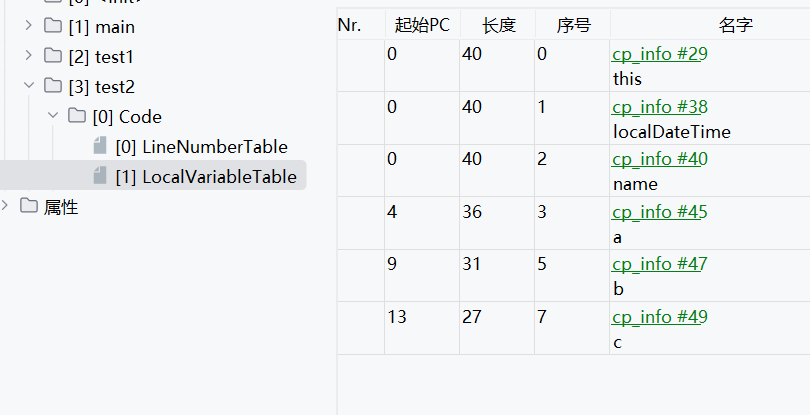 [0] <init>
[1] main
[2] test1
[3] test2
[0] Code
[0] LineNumberTable
[1] LocalVariableTable
属性
Nr. 起始PC 长度 序号 名字
0 40 0 cp_info #29
this
0 40 1 cp_info #38
localDateTime
0 40 2 cp_info #40
name
4 36 3 cp_info #45
a
9 31 5 cp_info #47
b
13 27 7 cp_info #49
c